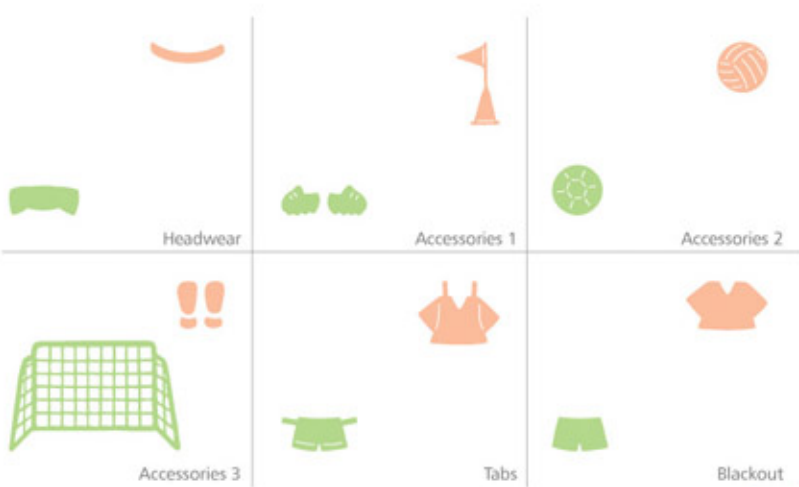 Headwear
Accessories 1
Accessories 2
Accessories 3
Tabs
Blackout